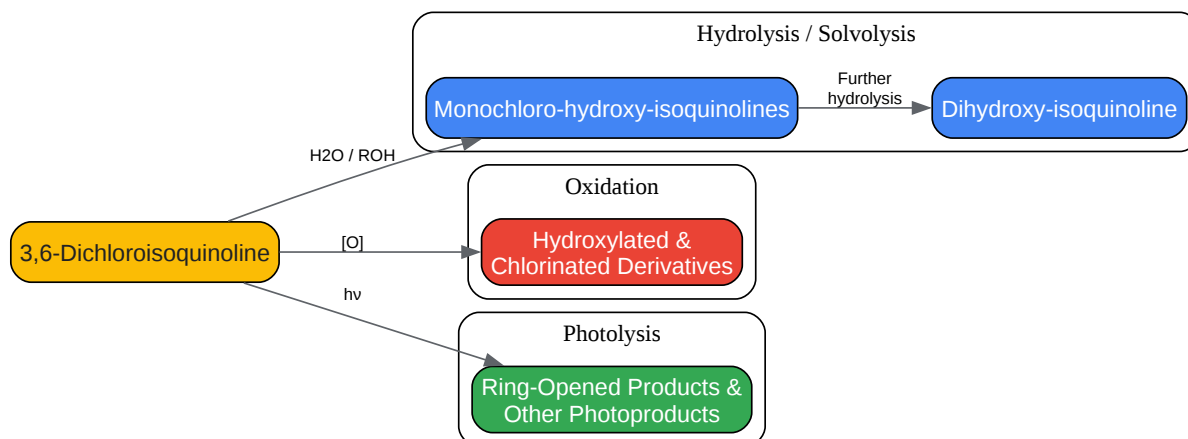 Hydrolysis / Solvolysis
Monochloro-hydroxy-isoquinolines
Further
hydrolysis
Dihydroxy-isoquinoline
H2O / ROH
Oxidation
3,6-Dichloroisoquinoline
[O]
Hydroxylated &
Chlorinated Derivatives
hν
Photolysis
Ring-Opened Products &
Other Photoproducts